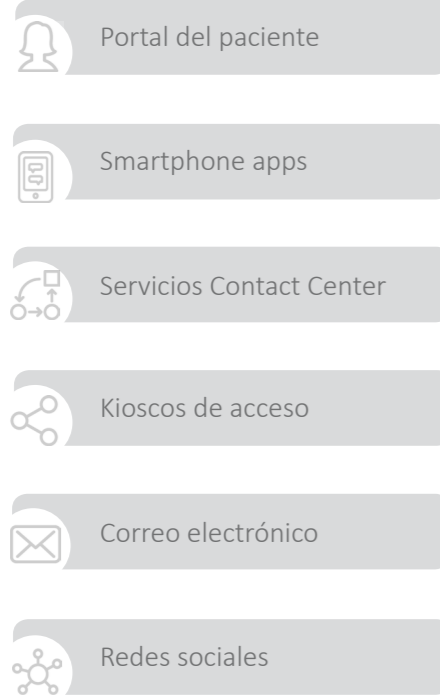 Portal del paciente
Smartphone apps
Servicios Contact Center
Kioscos de acceso
Correo electrónico
Redes sociales